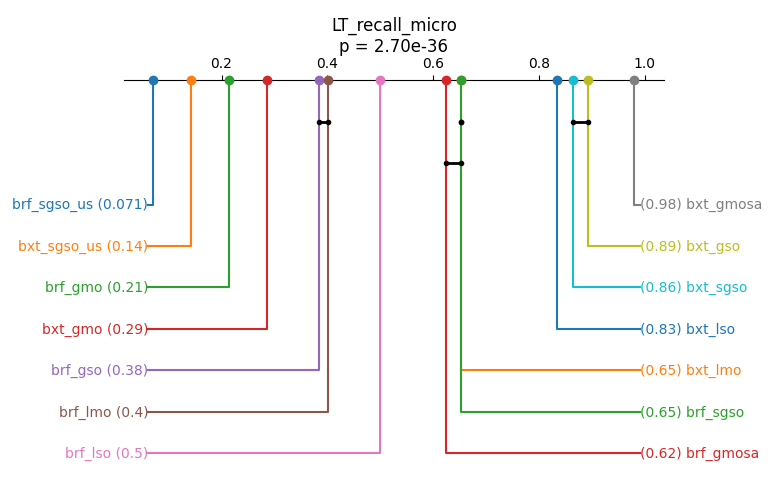 LT_recall_micro
p = 2.70e-36
0.2 0.4 0.6 0.8 1.0
brf_sgso_us (0.071) (0.98) bxt_gmosa
bxt_sgso_us (0.14) (0.89) bxt_gso
brf_gmo (0.21) (0.86) bxt_sgso
bxt_gmo (0.29) (0.83) bxt_lso
brf_gso (0.38) (0.65) bxt_lmo
brf_lmo (0.4) (0.65) brf_sgso
brf_lso (0.5) (0.62) brf_gmosa